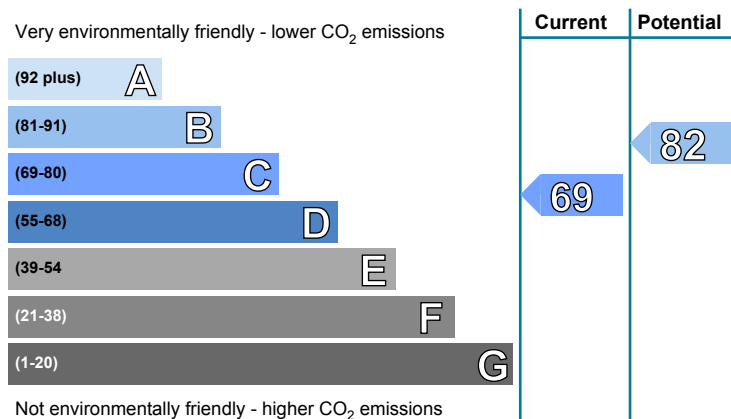 Very environmentally friendly - lower CO₂ emissions
Current
Potential
(92 plus) A
(81-91) B
82
(69-80) C
69
(55-68) D
(39-54 E
(21-38) F
(1-20) G
Not environmentally friendly - higher CO₂ emissions